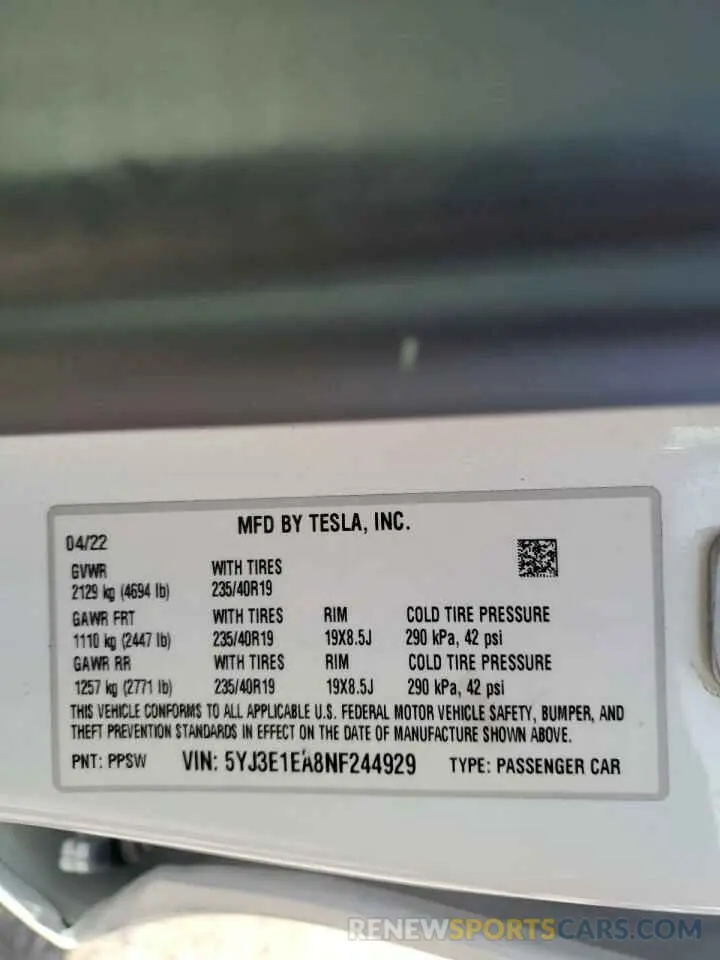 MFD BY TESLA, INC.
04/22
GVWR WITH TIRES
2129 kg (4694 lb) 235/40R19
GAWR FRT WITH TIRES RIM COLD TIRE PRESSURE
1110 kg (2447 lb) 235/40R19 19X8.5J 290 kPa, 42 psi
GAWR RR WITH TIRES RIM COLD TIRE PRESSURE
1257 kg (2771 lb) 235/40R19 19X8.5J 290 kPa, 42 psi
THIS VEHICLE CONFORMS TO ALL APPLICABLE U.S. FEDERAL MOTOR VEHICLE SAFETY, BUMPER, AND
THEFT PREVENTION STANDARDS IN EFFECT ON THE DATE OF MANUFACTURE SHOWN ABOVE.
PNT: PPSW VIN: 5YJ3E1EA8NF244929 TYPE: PASSENGER CAR
RENEWSPORTSCARS.COM